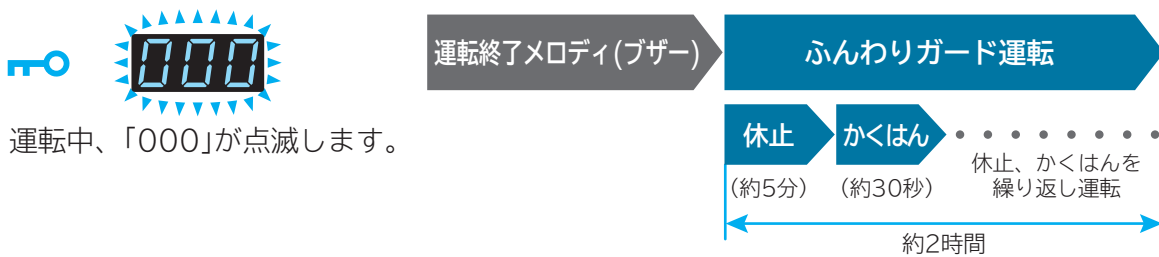 000
運転中、「000」が点滅します。
運転終了メロディ(ブザー)
ふんわりガード運転
休止
かくはん
(約5分)
(約30秒)
休止、かくはんを
繰り返し運転
約2時間